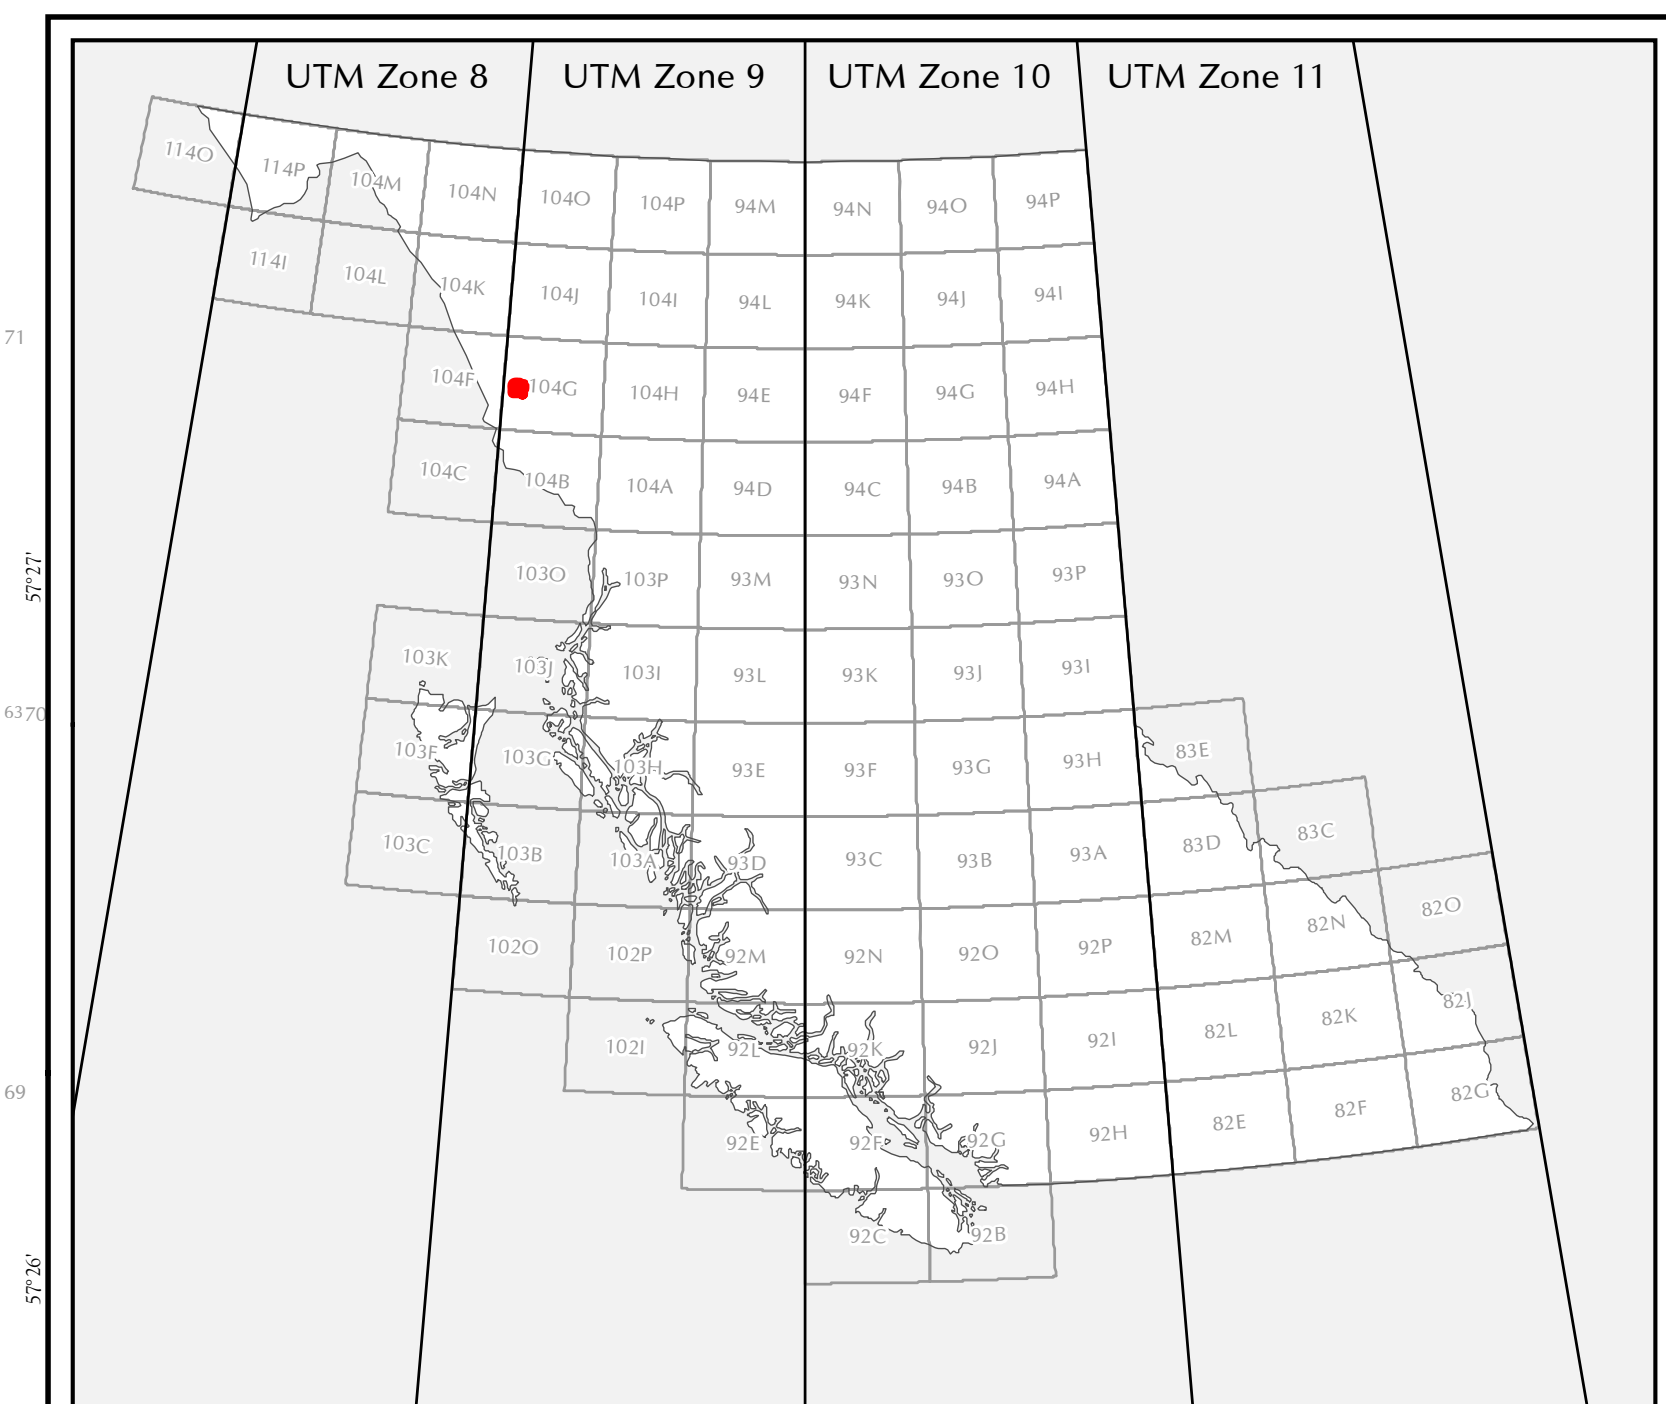 UTM Zone 8 UTM Zone 9 UTM Zone 10 UTM Zone 11
114O 114P 104M 104N 104O 104P 94M 94N 94O 94P
114I 104L 104K 104J 104I 94L 94K 94J 94I
71
104F 104G 104H 94E 94F 94G 94H
104C 104B 104A 94D 94C 94B 94A
57°27'
103O 103P 93M 93N 93O 93P
103K 103J 103I 93L 93K 93J 93I
6370
103F 103G 103H 93E 93F 93G 93H 83E
103C 103B 103A 93D 93C 93B 93A 83D 83C
102O 102P 92M 92N 92O 92P 82M 82N 82O
102I 92L 92K 92J 92I 82L 82K 82J
69
92E 92F 92G 92H 82E 82F 82G
92C 92B
57°26'